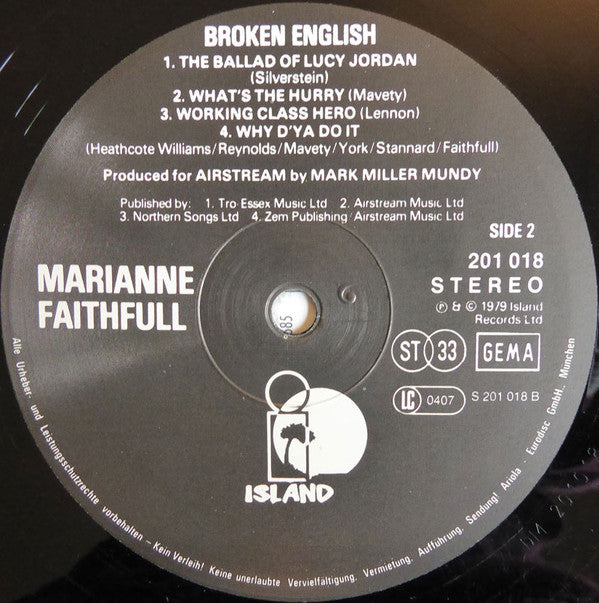 BROKEN ENGLISH
1. THE BALLAD OF LUCY JORDAN
(Silverstein)
2. WHAT'S THE HURRY (Mavety)
3. WORKING CLASS HERO (Lennon)
4. WHY D'YA DO IT
(Heathcote Williams/Reynolds/Mavety/York/Stannard/Faithfull)
Produced for AIRSTREAM by MARK MILLER MUNDY
Published by: 1. Tro-Essex Music Ltd 2. Airstream Music Ltd
3. Northern Songs Ltd 4. Zem Publishing/Airstream Music Ltd
SIDE 2
201 018
STEREO
℗ & © 1979 Island
Records Ltd
MARIANNE
FAITHFULL
ST 33 GEMA
LC 0407 S 201 018 B
ISLAND
Alle Urheber- und Leistungsschutzrechte vorbehalten – Kein Verleih! Keine unerlaubte Vervielfältigung, Vermietung, Aufführung, Sendung! Ariola - Eurodisc GmbH., München